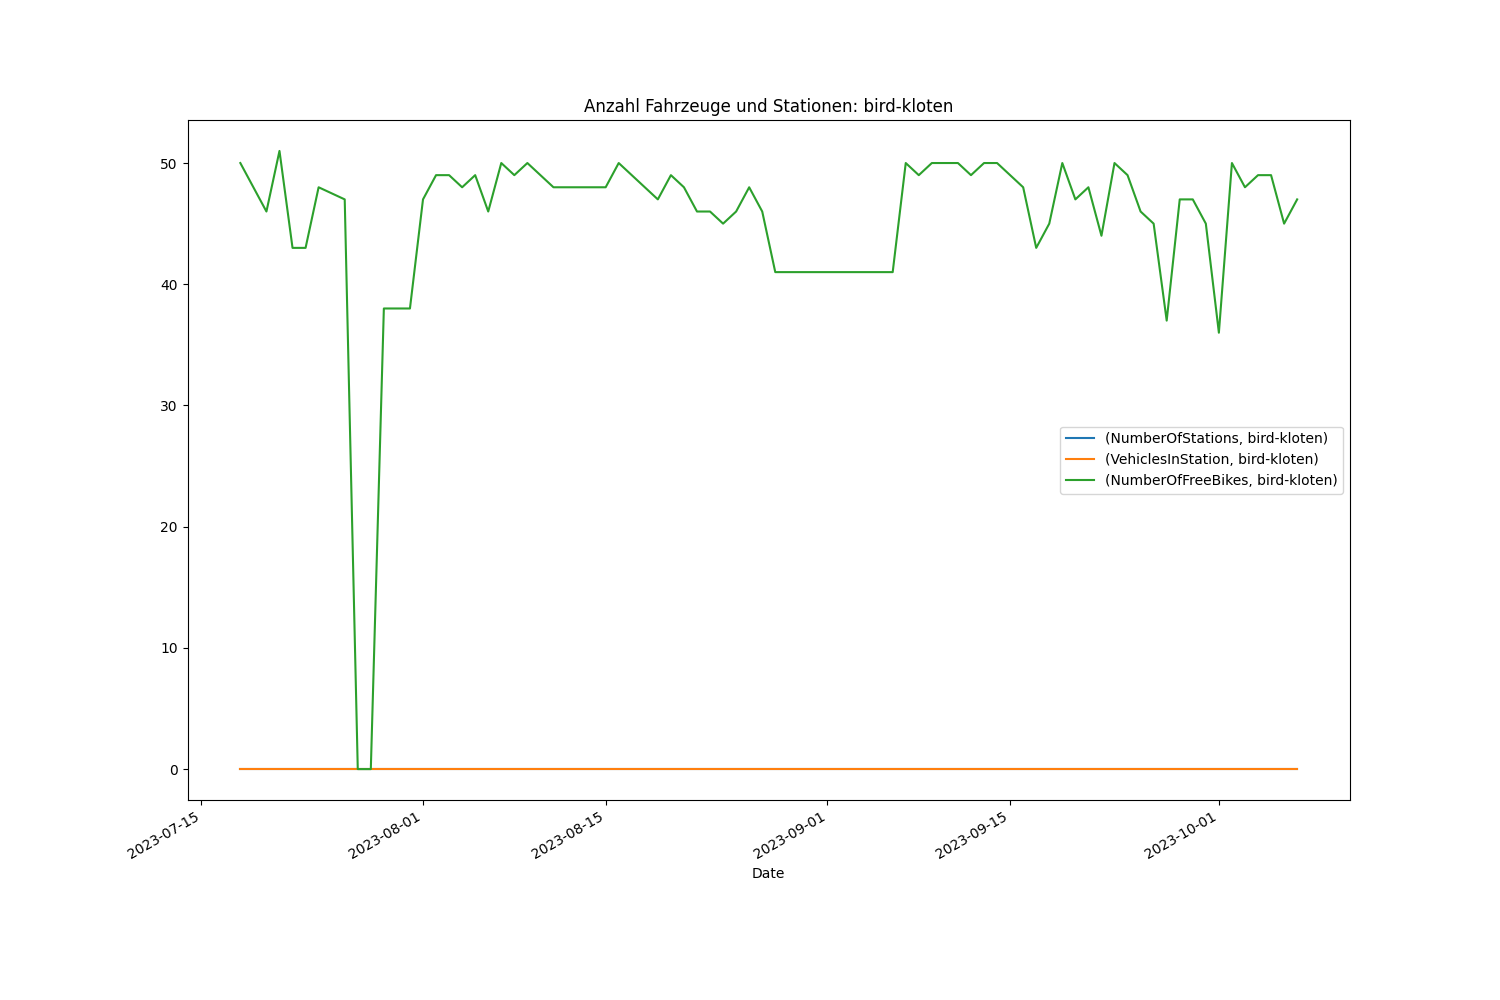 Anzahl Fahrzeuge und Stationen: bird-kloten
50
40
30
20
10
0
(NumberOfStations, bird-kloten)
(VehiclesInStation, bird-kloten)
(NumberOfFreeBikes, bird-kloten)
2023-07-15
2023-08-01
2023-08-15
2023-09-01
2023-09-15
2023-10-01
Date